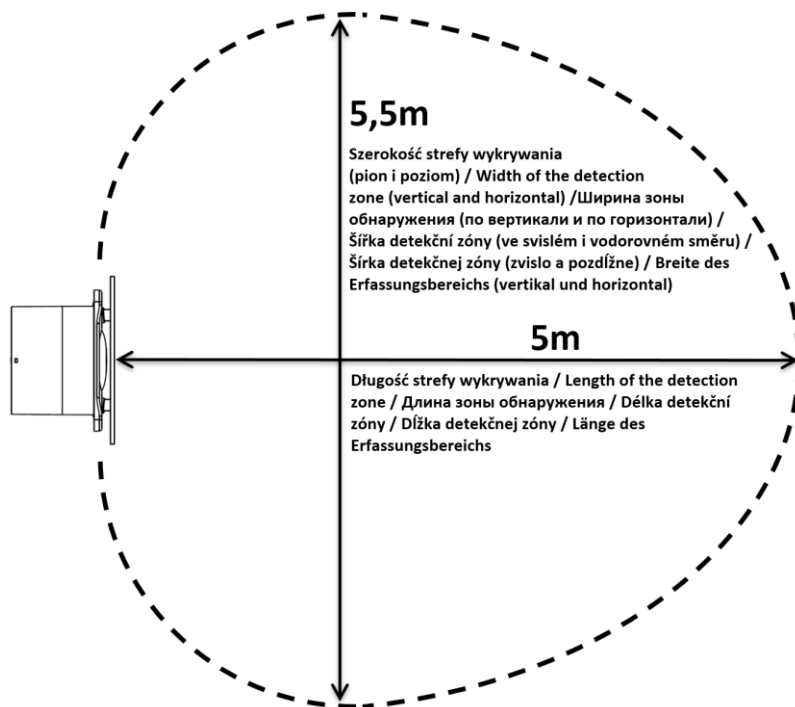 5,5m
Szerokość strefy wykrywania
(pion i poziom) / Width of the detection
zone (vertical and horizontal) /Ширина зоны
обнаружения (по вертикали и по горизонтали) /
Šířka detekční zóny (ve svislém i vodorovném směru) /
Šírka detekčnej zóny (zvislo a pozdĺžne) / Breite des
Erfassungsbereichs (vertikal und horizontal)
5m
Długość strefy wykrywania / Length of the detection
zone / Длина зоны обнаружения / Délka detekční
zóny / Dĺžka detekčnej zóny / Länge des
Erfassungsbereichs